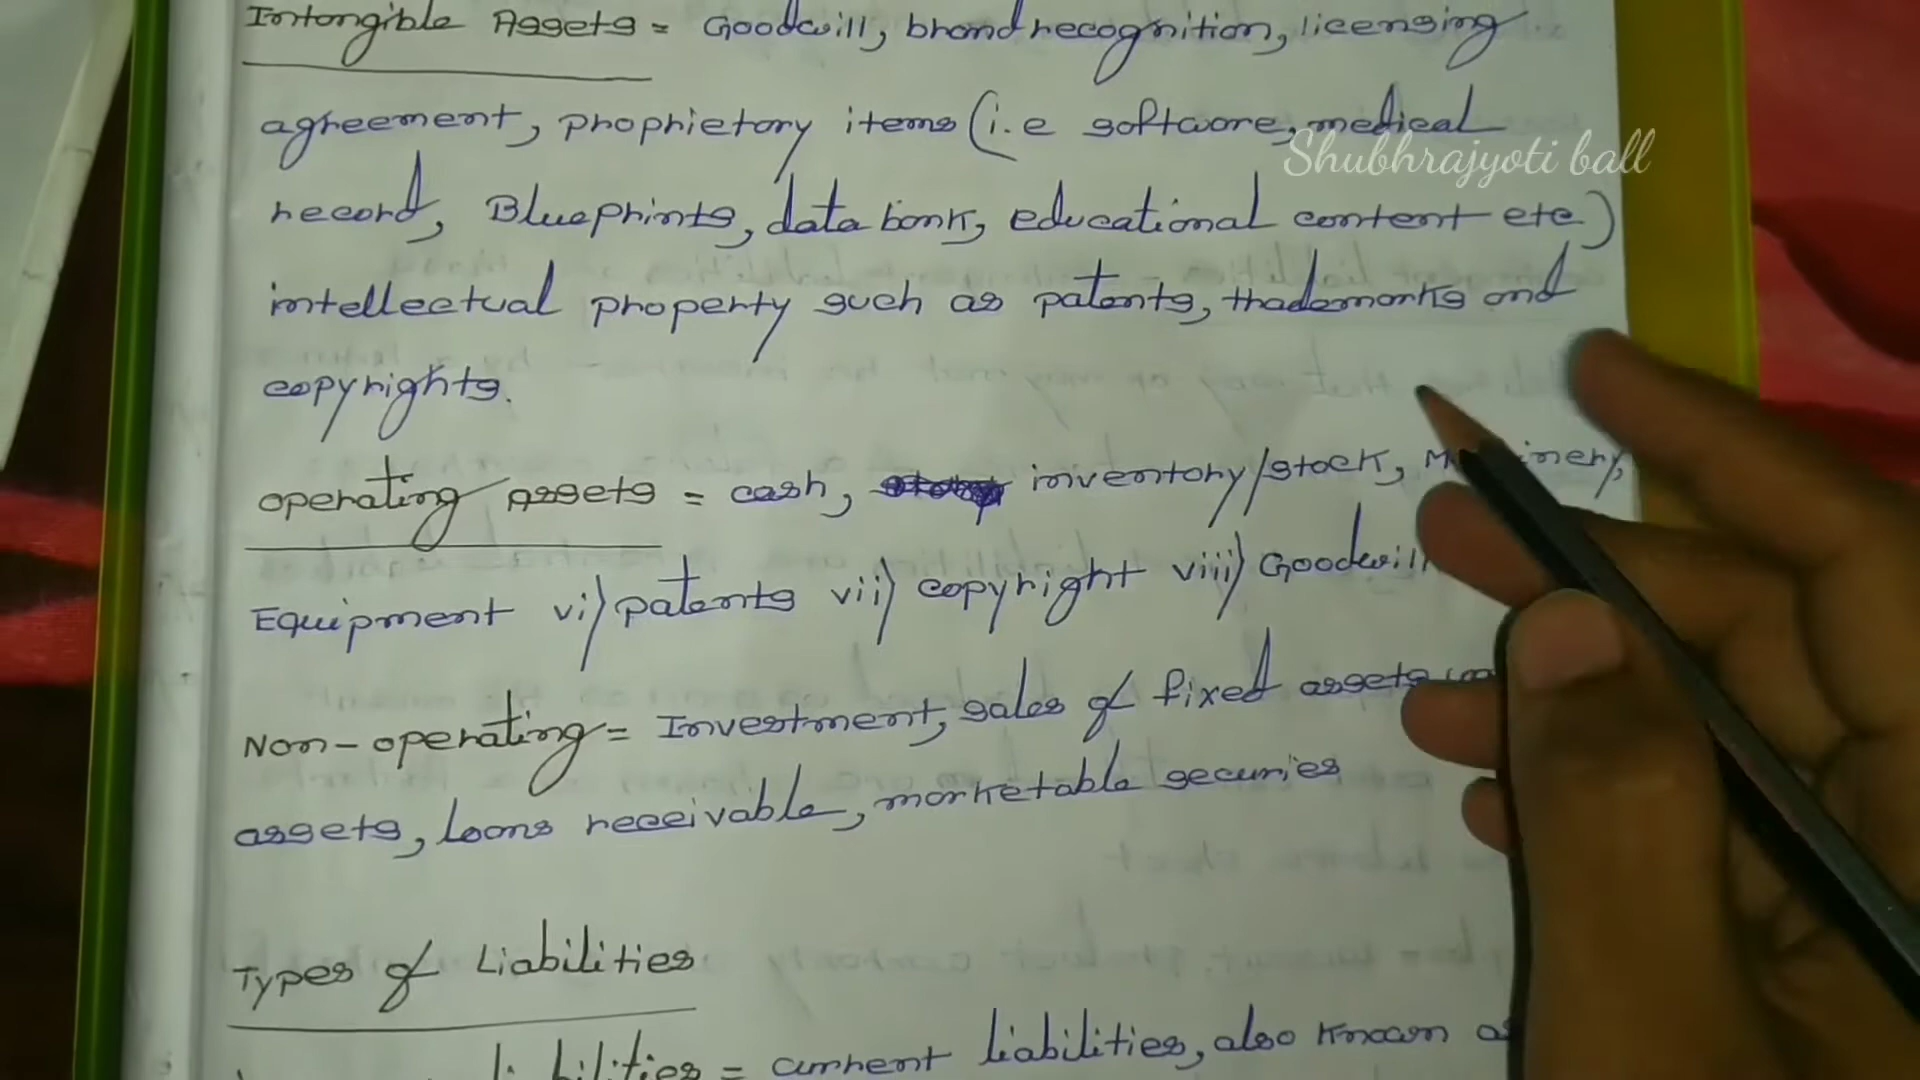 Intangible Assets = Goodwill, brand recognition, licensing
agreement, prophietory items (i.e software, medical
Shubhrajyoti ball
record, Blueprints, data bank, educational content etc)
intellectual property such as patents, trademarks and
copyrights.
operating Assets = cash, inventory/stock,
Equipment vi) patents vii) copyright viii) Goodwill
Non-operating = Investment, sales of fixed assets
assets, Loans receivable, marketable securies
Types of Liabilities
= current liabilities, also known